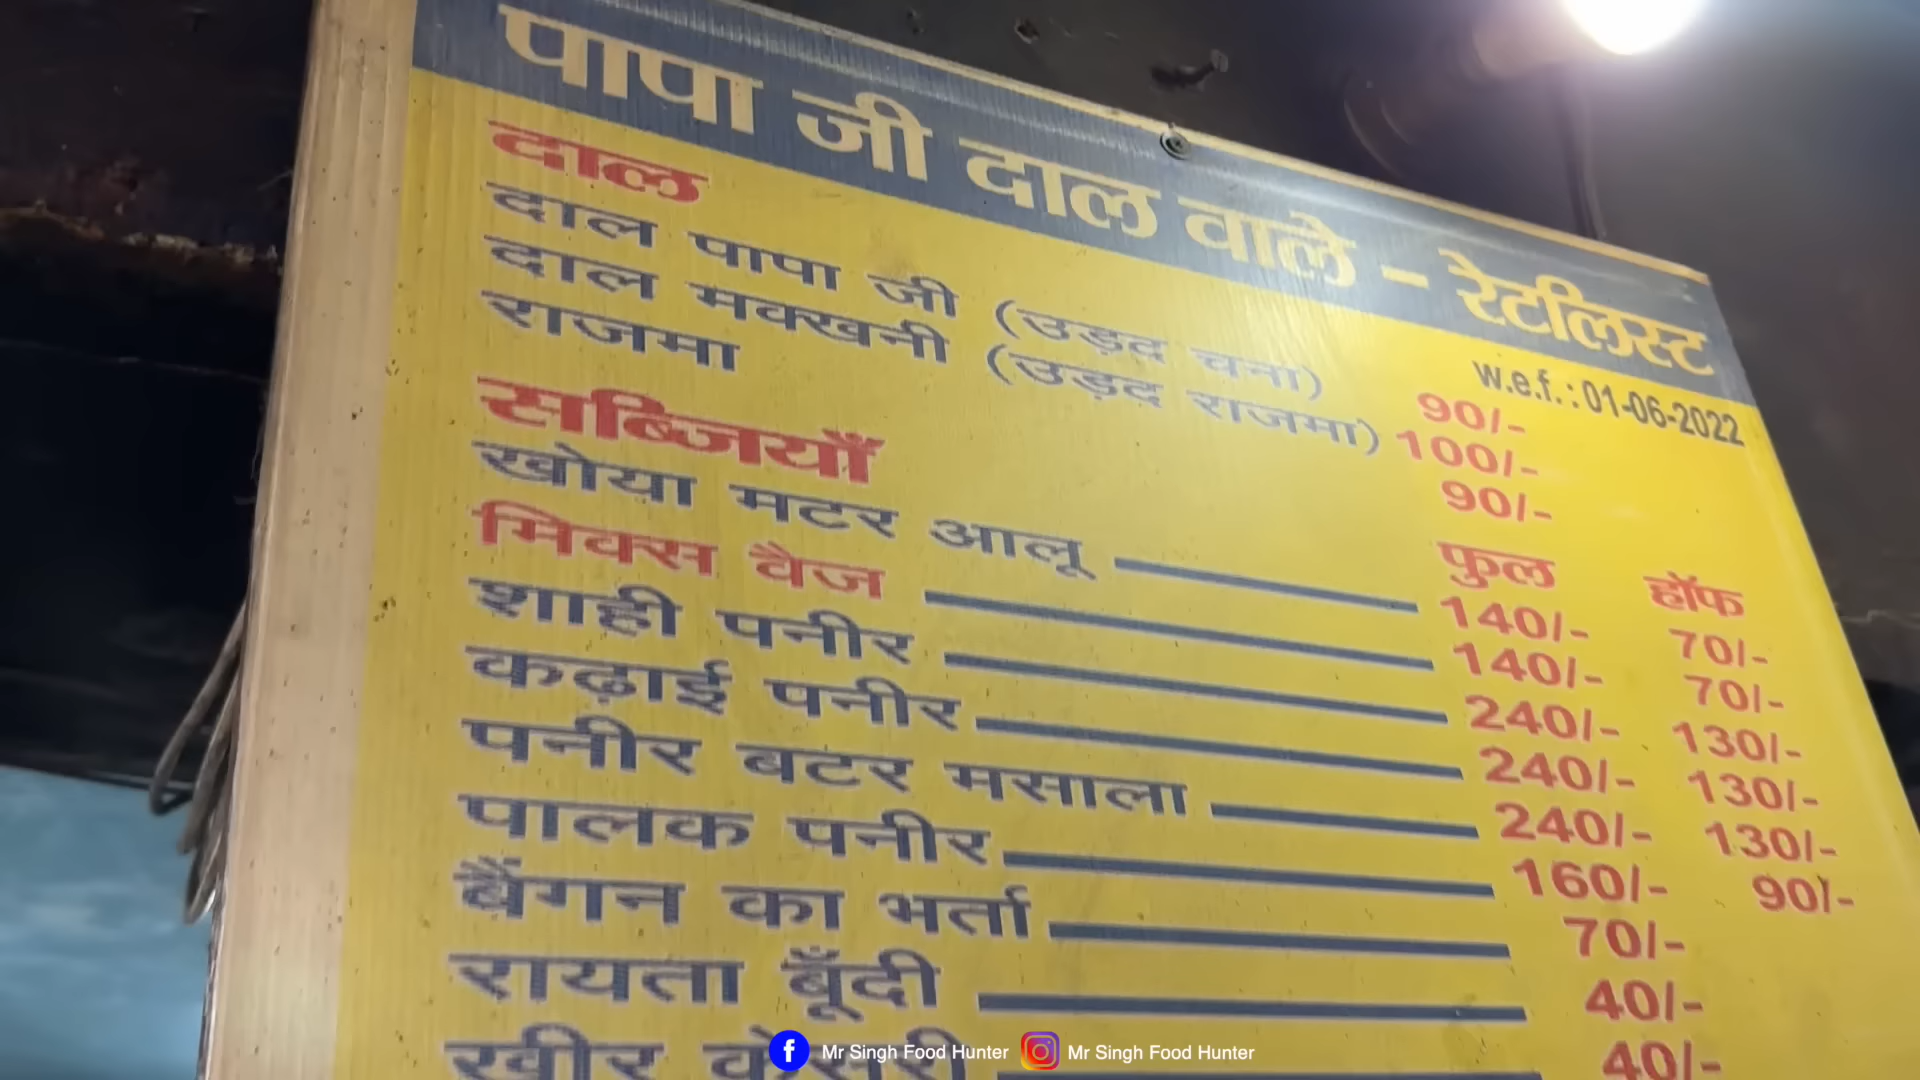 पापा जी दाल वाले - रेटलिस्ट
w.e.f. : 01-06-2022
दाल
दाल पापा जी (उड़द चना) 90/-
दाल मक्खनी (उड़द राजमा) 100/-
राजमा 90/-
सब्जियाँ फुल हॉफ
खोया मटर आलू 140/- 70/-
मिक्स वैज 140/- 70/-
शाही पनीर 240/- 130/-
कढ़ाई पनीर 240/- 130/-
पनीर बटर मसाला 240/- 130/-
पालक पनीर 160/- 90/-
बैंगन का भर्ता 70/-
रायता बूँदी 40/-
खीर केसरी 40/-
Mr Singh Food Hunter Mr Singh Food Hunter